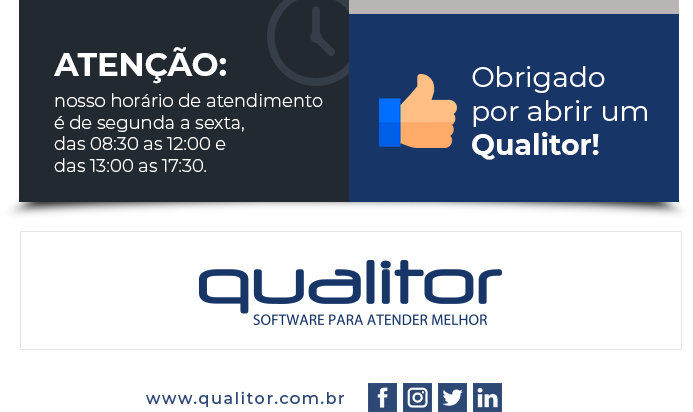 ATENÇÃO:
nosso horário de atendimento
é de segunda a sexta,
das 08:30 as 12:00 e
das 13:00 as 17:30.
Obrigado
por abrir um
Qualitor!
qualitor
SOFTWARE PARA ATENDER MELHOR
www.qualitor.com.br